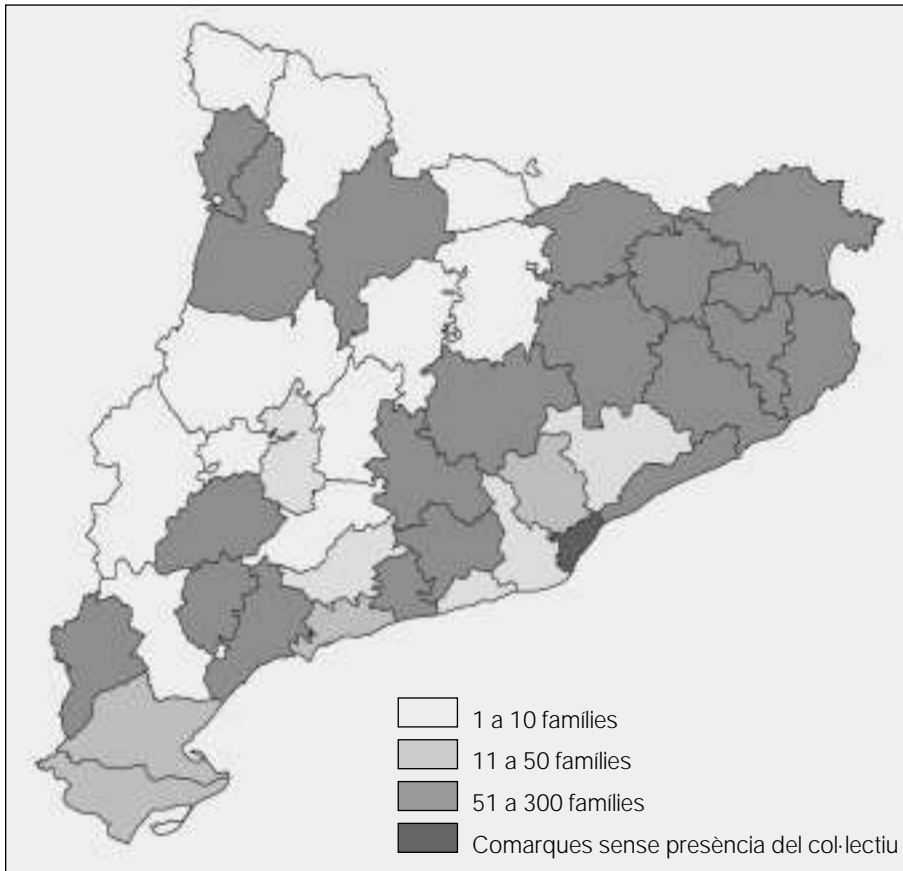 1 a 10 famílies
11 a 50 famílies
51 a 300 famílies
Comarques sense presència del col·lectiu